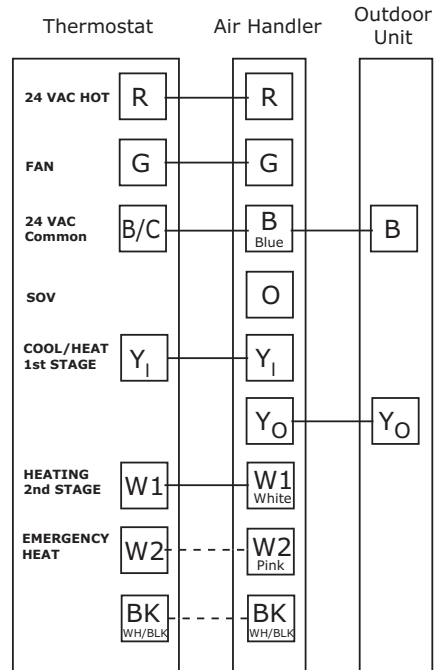 Thermostat Air Handler Outdoor
Unit
24 VAC HOT R R
FAN G G
24 VAC
Common B/C B B
Blue
SOV O
COOL/HEAT
1st STAGE YI YI
YO YO
HEATING
2nd STAGE W1 W1
White
EMERGENCY
HEAT W2 W2
Pink
BK BK
WH/BLK WH/BLK